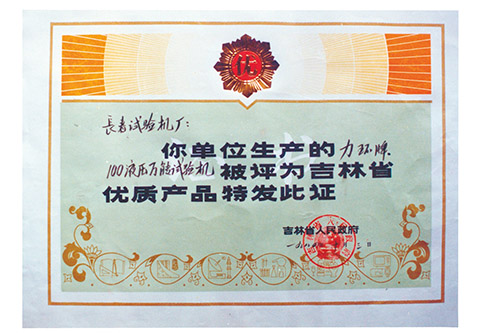 优
長春试验机厂:
你单位生产的力环牌
100液压万能试验机被坪为吉林省
优质产品特发此证
吉林省人民政府